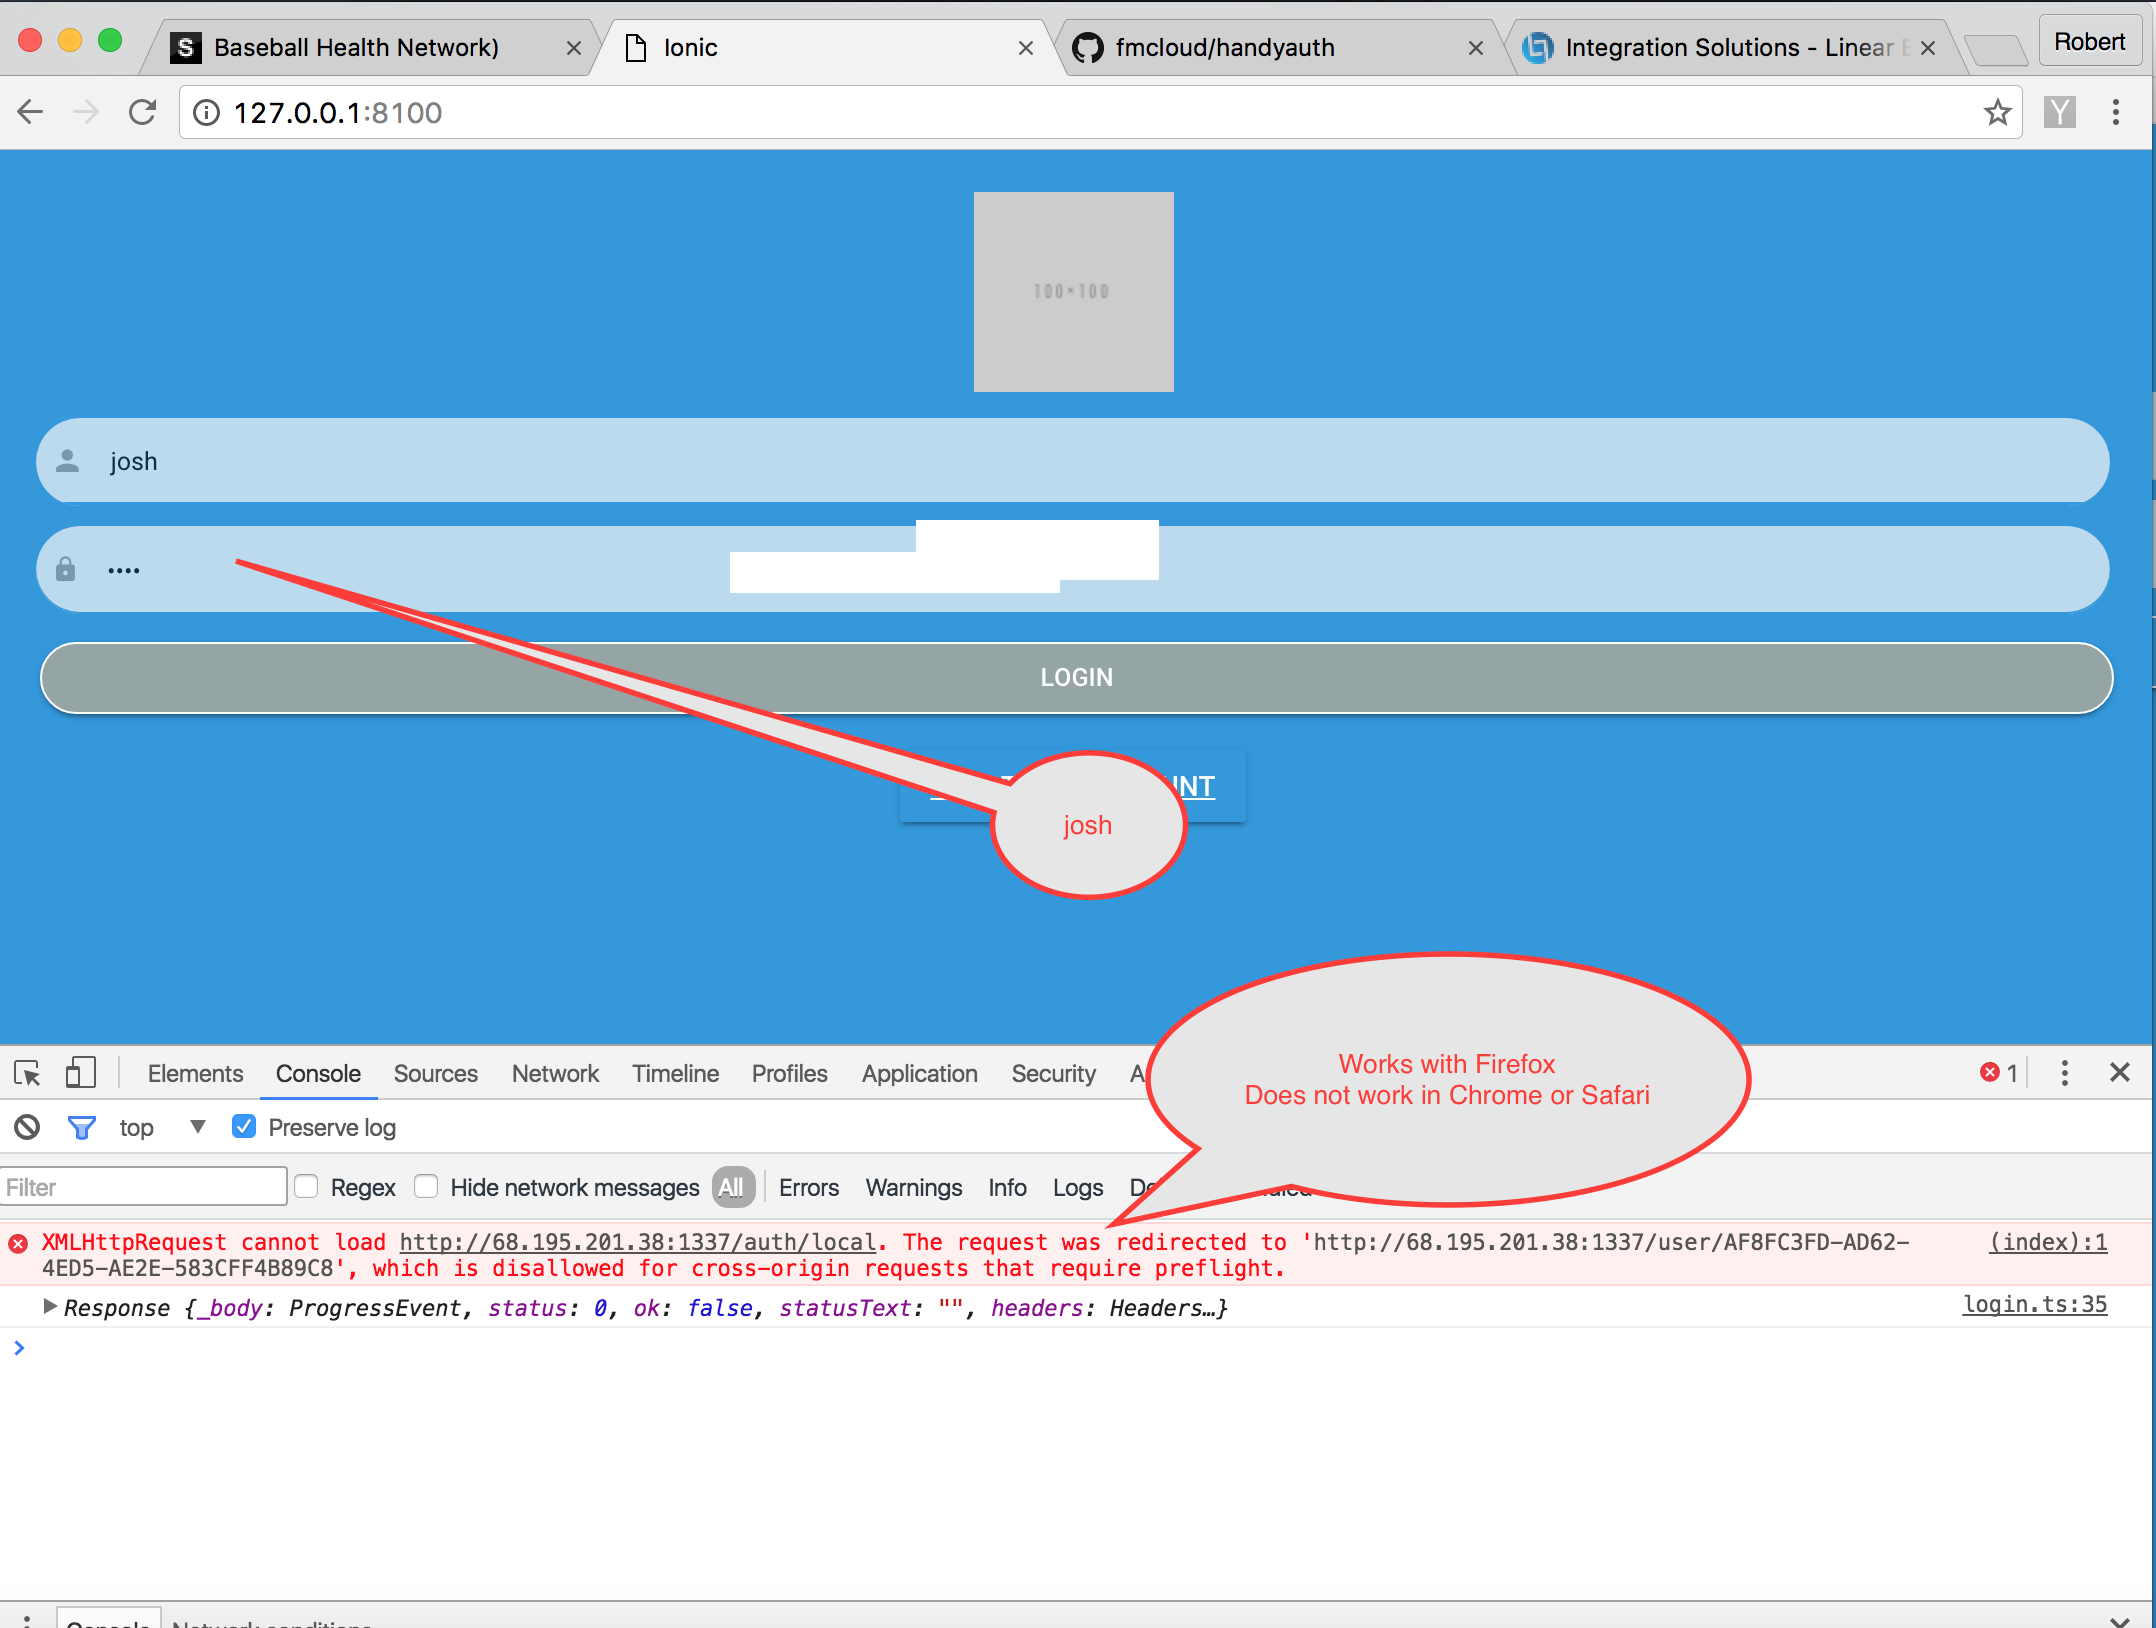 Baseball Health Network)
Ionic
fmcloud/handyauth
Integration Solutions - Linear
Robert
127.0.0.1:8100
100×100
josh
••••
LOGIN
josh
Works with Firefox
Does not work in Chrome or Safari
Elements Console Sources Network Timeline Profiles Application Security
1
top
Preserve log
Filter
Regex
Hide network messages
All
Errors Warnings Info Logs
XMLHttpRequest cannot load http://68.195.201.38:1337/auth/local. The request was redirected to 'http://68.195.201.38:1337/user/AF8FC3FD-AD62-
(index):1
4ED5-AE2E-583CFF4B89C8', which is disallowed for cross-origin requests that require preflight.
Response {_body: ProgressEvent, status: 0, ok: false, statusText: "", headers: Headers…}
login.ts:35
Console Network conditions